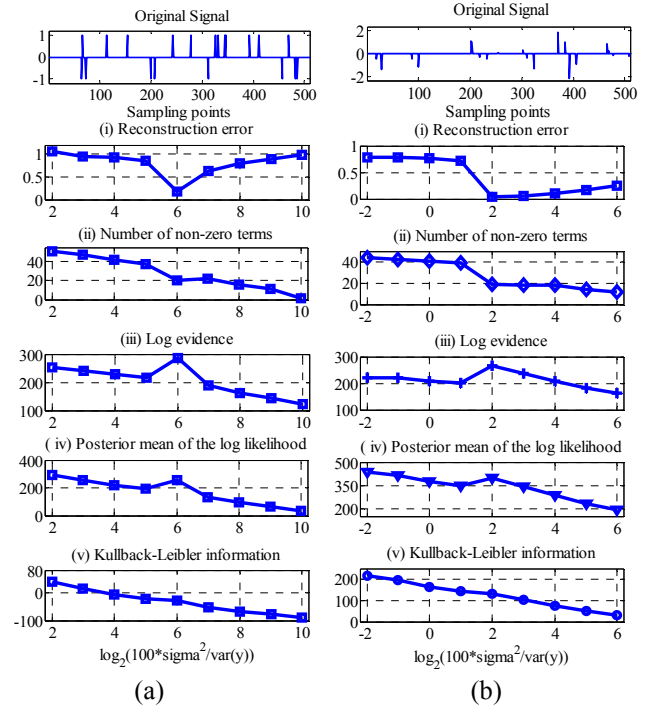 Original Signal
1
0
-1
100 200 300 400 500
Sampling points
(i) Reconstruction error
1
0.5
0
2 4 6 8 10
(ii) Number of non-zero terms
40
20
0
2 4 6 8 10
(iii) Log evidence
300
200
100
2 4 6 8 10
( iv) Posterior mean of the log likelihood
400
200
0
2 4 6 8 10
(v) Kullback-Leibler information
80
0
-100
2 4 6 8 10
log2(100*sigma^2/var(y))
(a)
Original Signal
2
0
-2
100 200 300 400 500
Sampling points
(i) Reconstruction error
1
0.5
0
-2 0 2 4 6
(ii) Number of non-zero terms
40
20
0
-2 0 2 4 6
(iii) Log evidence
300
200
100
-2 0 2 4 6
( iv) Posterior mean of the log likelihood
500
350
200
-2 0 2 4 6
(v) Kullback-Leibler information
200
100
0
-2 0 2 4 6
log2(100*sigma^2/var(y))
(b)